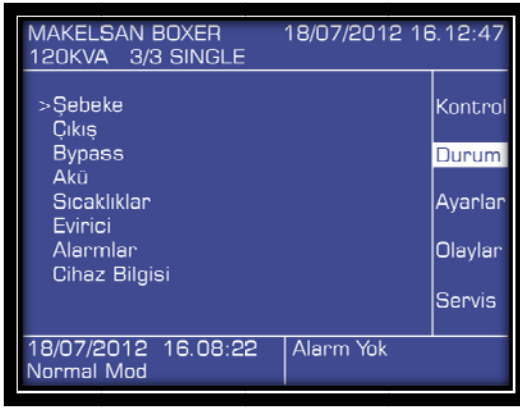 MAKELSAN BOXER 18/07/2012 16.12:47
120KVA 3/3 SINGLE
>Şebeke
Çıkış
Bypass
Akü
Sıcaklıklar
Evirici
Alarmlar
Cihaz Bilgisi
Kontrol
Durum
Ayarlar
Olaylar
Servis
18/07/2012 16.08:22
Normal Mod
Alarm Yok